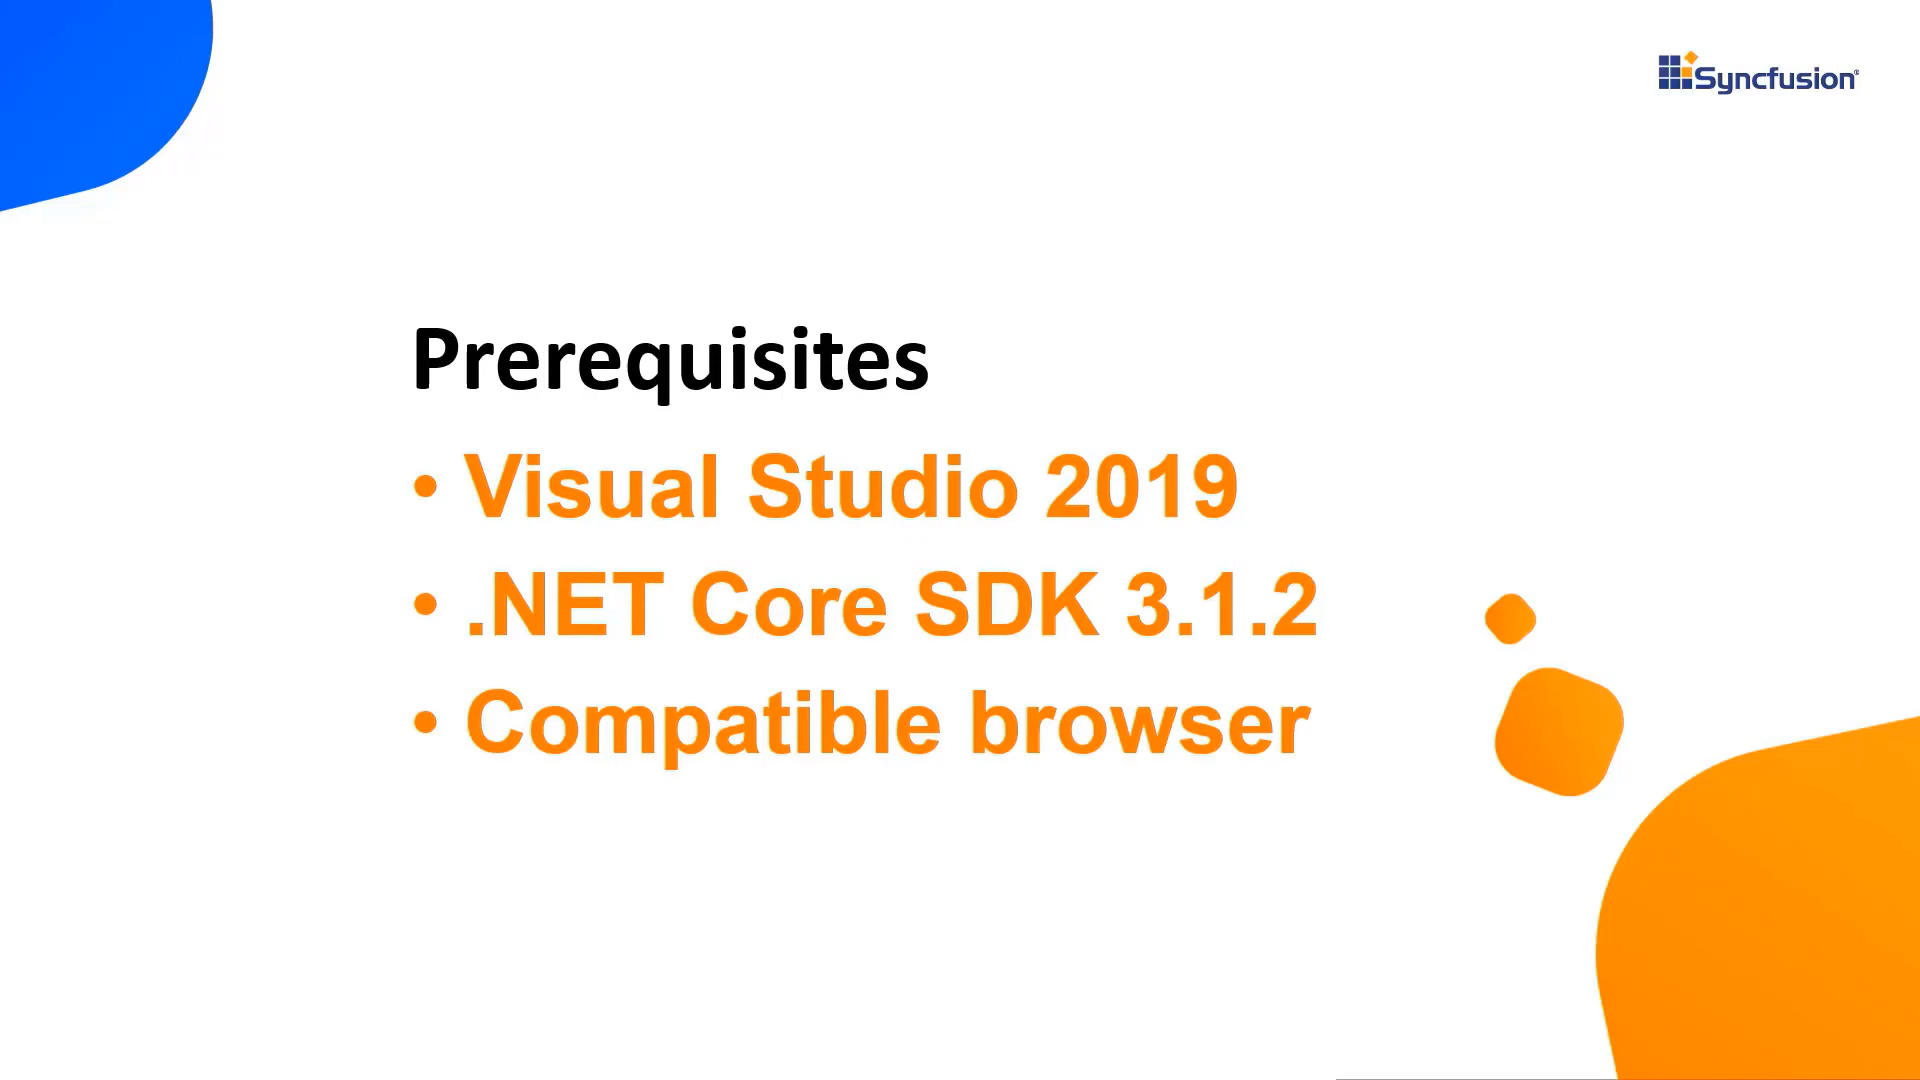 Syncfusion®
Prerequisites
• Visual Studio 2019
• .NET Core SDK 3.1.2
• Compatible browser